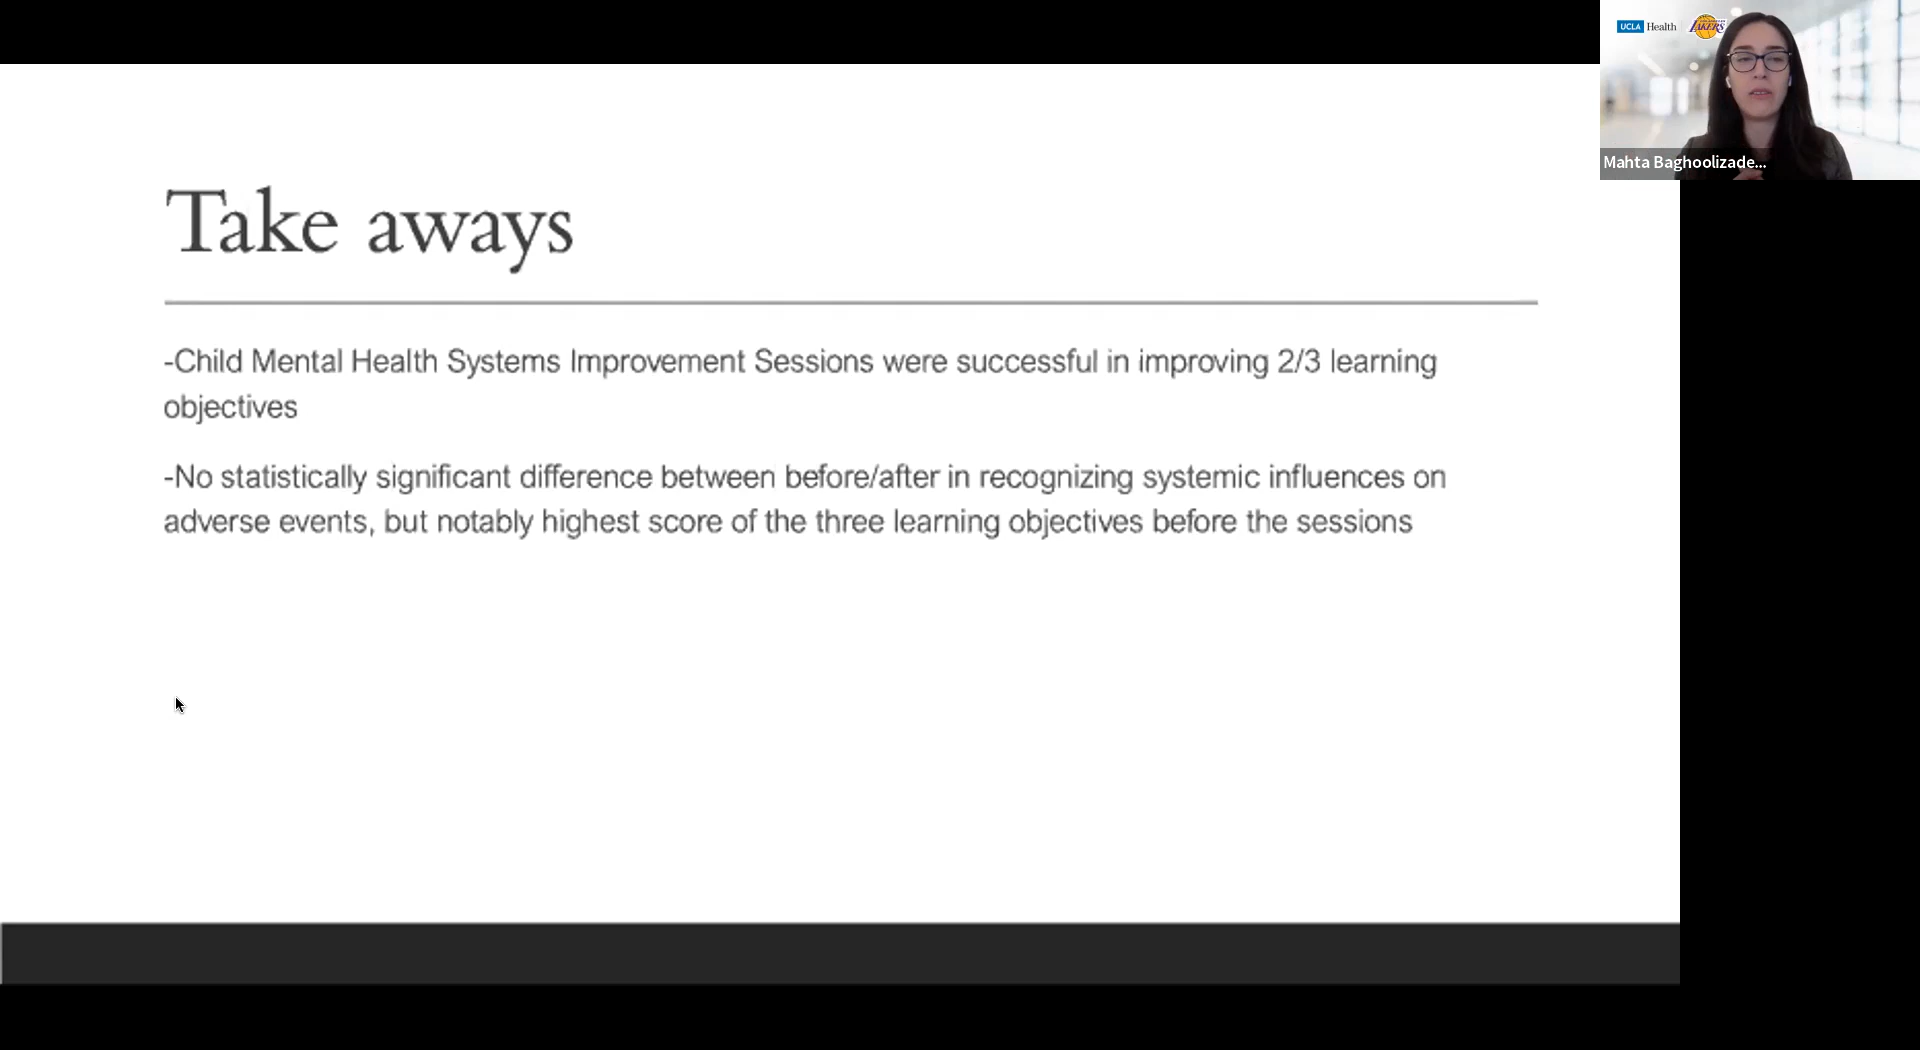 UCLA Health LAKERS
Mahta Baghoolizade...
Take aways
-Child Mental Health Systems Improvement Sessions were successful in improving 2/3 learning
objectives
-No statistically significant difference between before/after in recognizing systemic influences on
adverse events, but notably highest score of the three learning objectives before the sessions